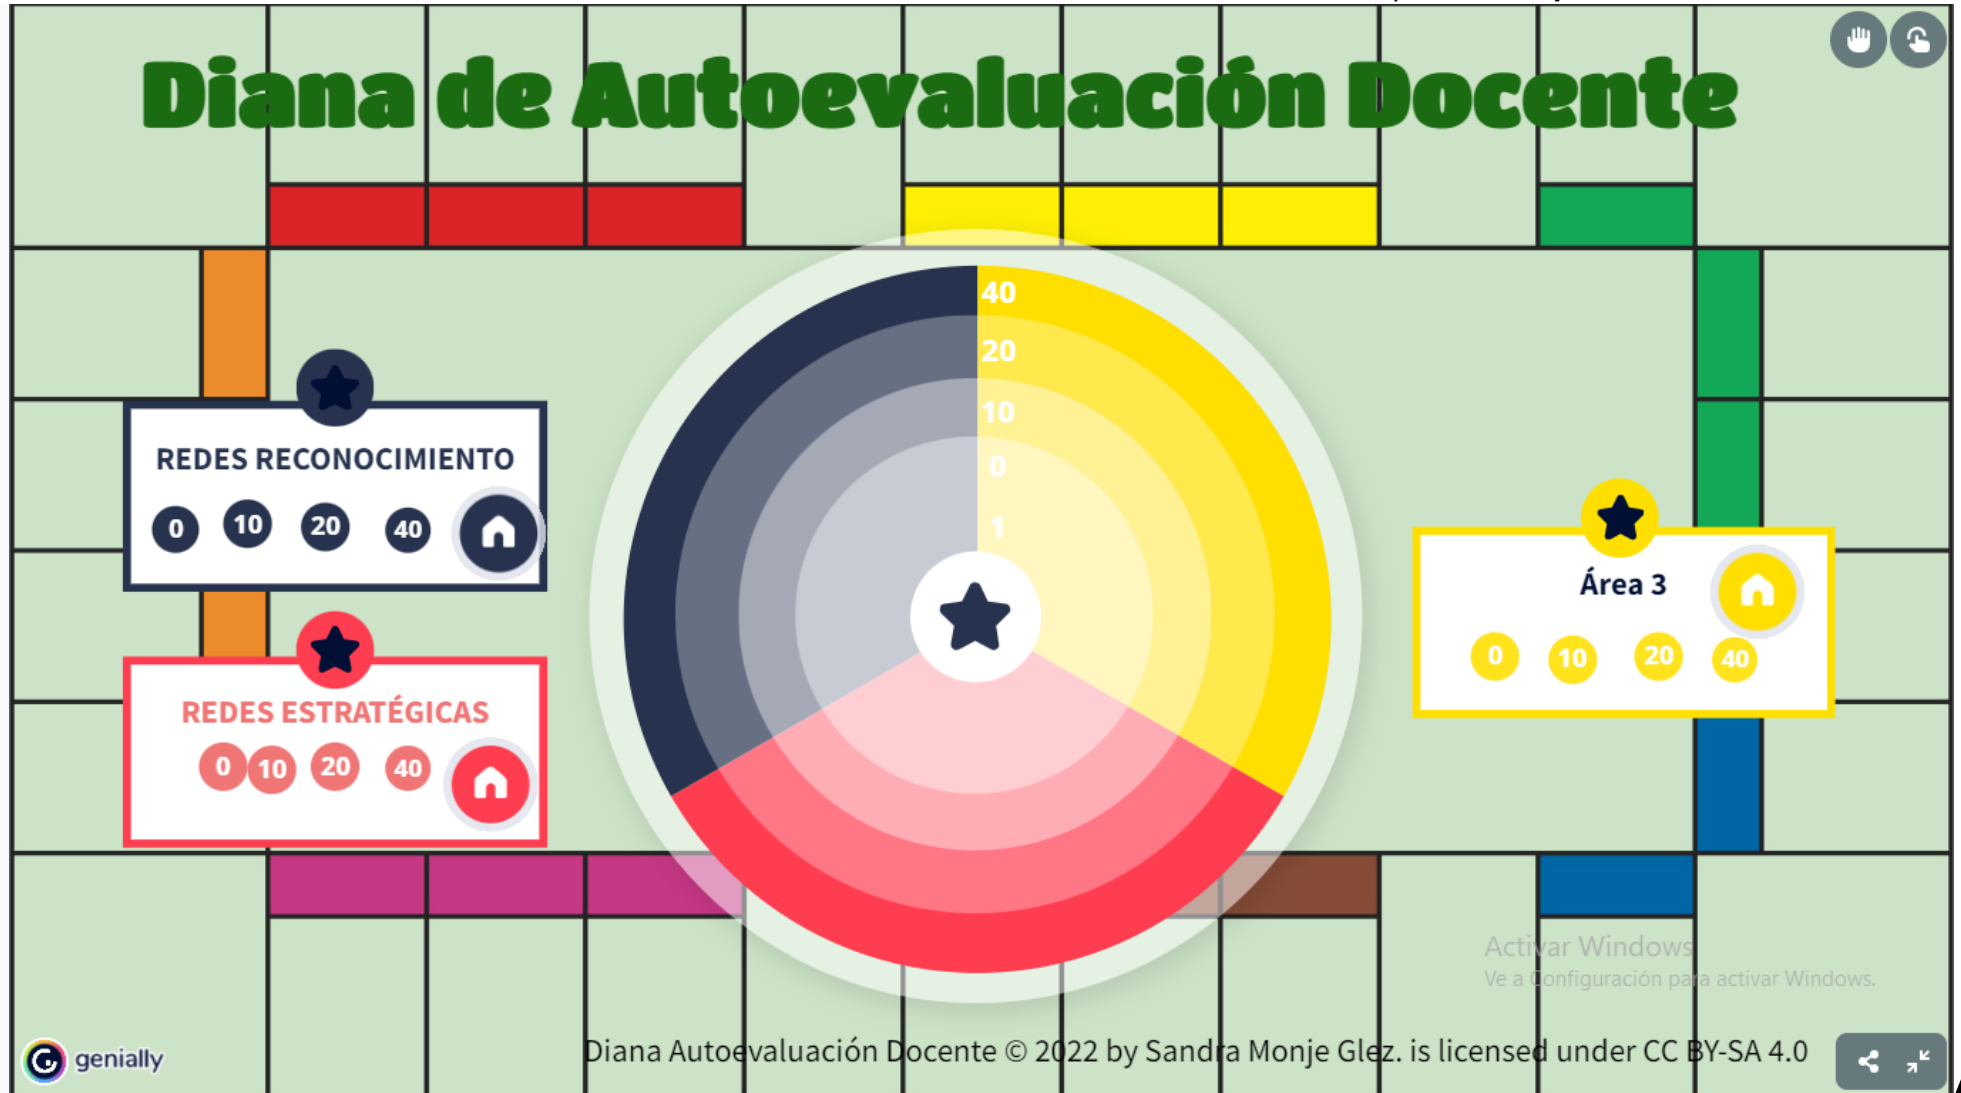 Diana de Autoevaluación Docente
40
20
10
0
1
REDES RECONOCIMIENTO
0 10 20 40
REDES ESTRATÉGICAS
0 10 20 40
Área 3
0 10 20 40
Activar Windows
Ve a Configuración para activar Windows.
Diana Autoevaluación Docente © 2022 by Sandra Monje Glez. is licensed under CC BY-SA 4.0
genially